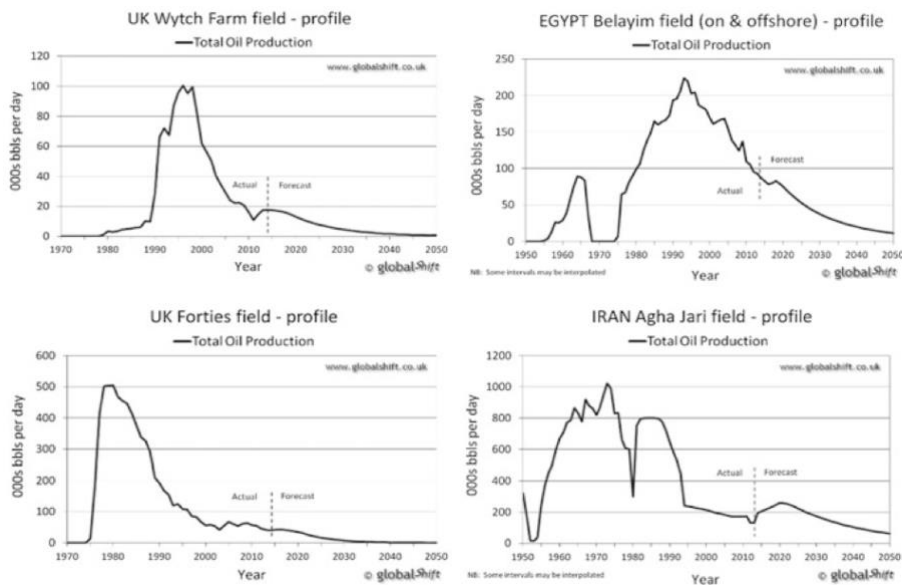 UK Wytch Farm field - profile
Total Oil Production
www.globalshift.co.uk
000s bbls per day
120
100
80
60
40
20
0
Actual
Forecast
1970 1980 1990 2000 2010 2020 2030 2040 2050
Year
© globalshift
EGYPT Belayim field (on & offshore) - profile
Total Oil Production
www.globalshift.co.uk
000s bbls per day
250
200
150
100
50
0
Forecast
Actual
1950 1960 1970 1980 1990 2000 2010 2020 2030 2040 2050
Year
NB: Some intervals may be interpolated
© globalshift
UK Forties field - profile
Total Oil Production
www.globalshift.co.uk
000s bbls per day
600
500
400
300
200
100
0
Actual
Forecast
1970 1980 1990 2000 2010 2020 2030 2040 2050
Year
© globalshift
IRAN Agha Jari field - profile
Total Oil Production
www.globalshift.co.uk
000s bbls per day
1200
1000
800
600
400
200
0
Actual
Forecast
1950 1960 1970 1980 1990 2000 2010 2020 2030 2040 2050
Year
NB: Some intervals may be interpolated
© globalshift